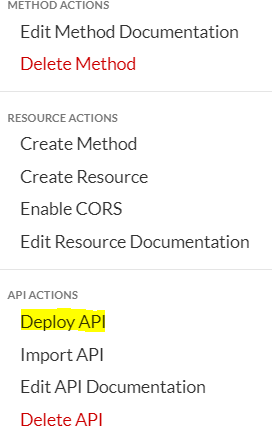 METHOD ACTIONS
Edit Method Documentation
Delete Method
RESOURCE ACTIONS
Create Method
Create Resource
Enable CORS
Edit Resource Documentation
API ACTIONS
Deploy API
Import API
Edit API Documentation
Delete API